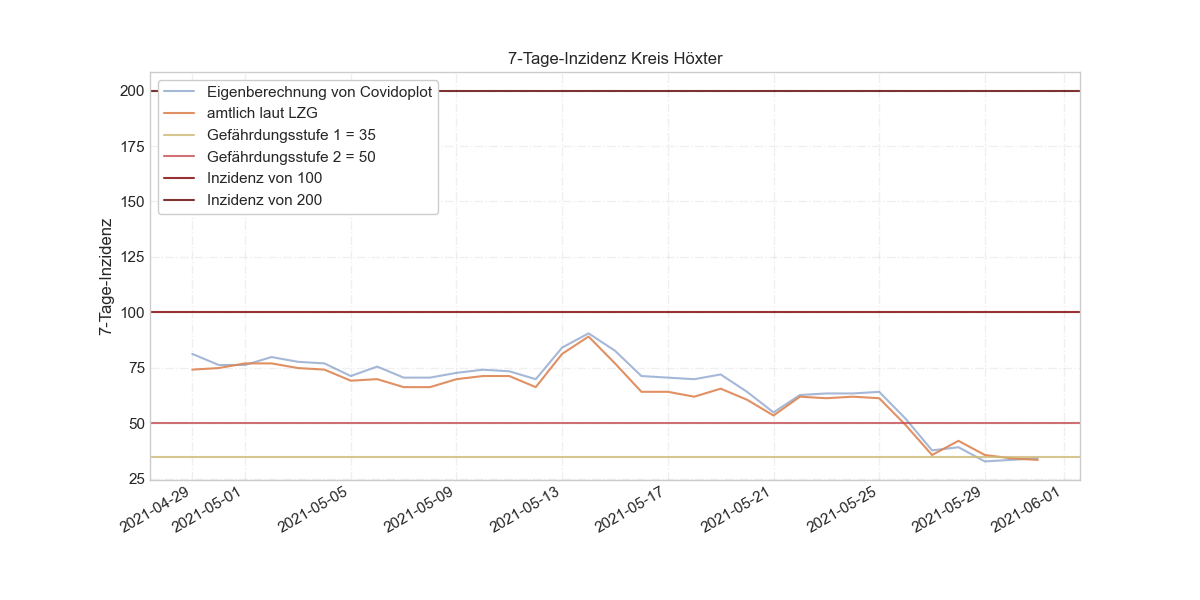 7-Tage-Inzidenz Kreis Höxter
Eigenberechnung von Covidoplot
amtlich laut LZG
Gefährdungsstufe 1 = 35
Gefährdungsstufe 2 = 50
Inzidenz von 100
Inzidenz von 200
7-Tage-Inzidenz
200
175
150
125
100
75
50
25
2021-04-29
2021-05-01
2021-05-05
2021-05-09
2021-05-13
2021-05-17
2021-05-21
2021-05-25
2021-05-29
2021-06-01